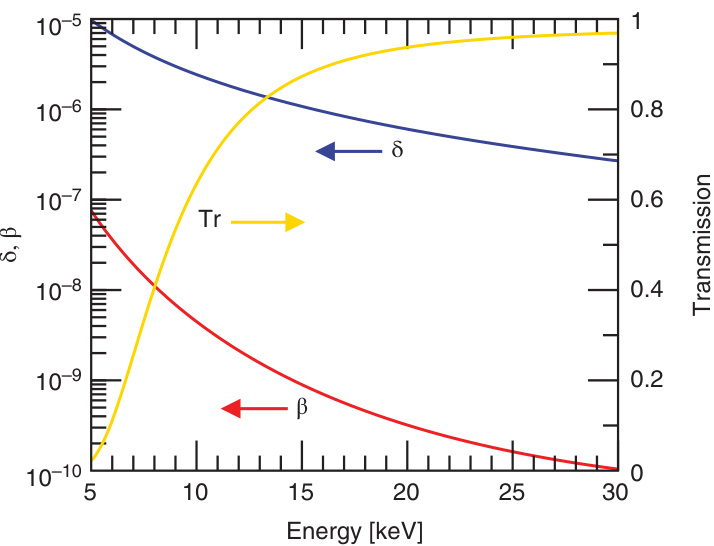 10⁻⁵
10⁻⁶
10⁻⁷
10⁻⁸
10⁻⁹
10⁻¹⁰
δ, β
1
0.8
0.6
0.4
0.2
0
Transmission
δ
Tr
β
5 10 15 20 25 30
Energy [keV]